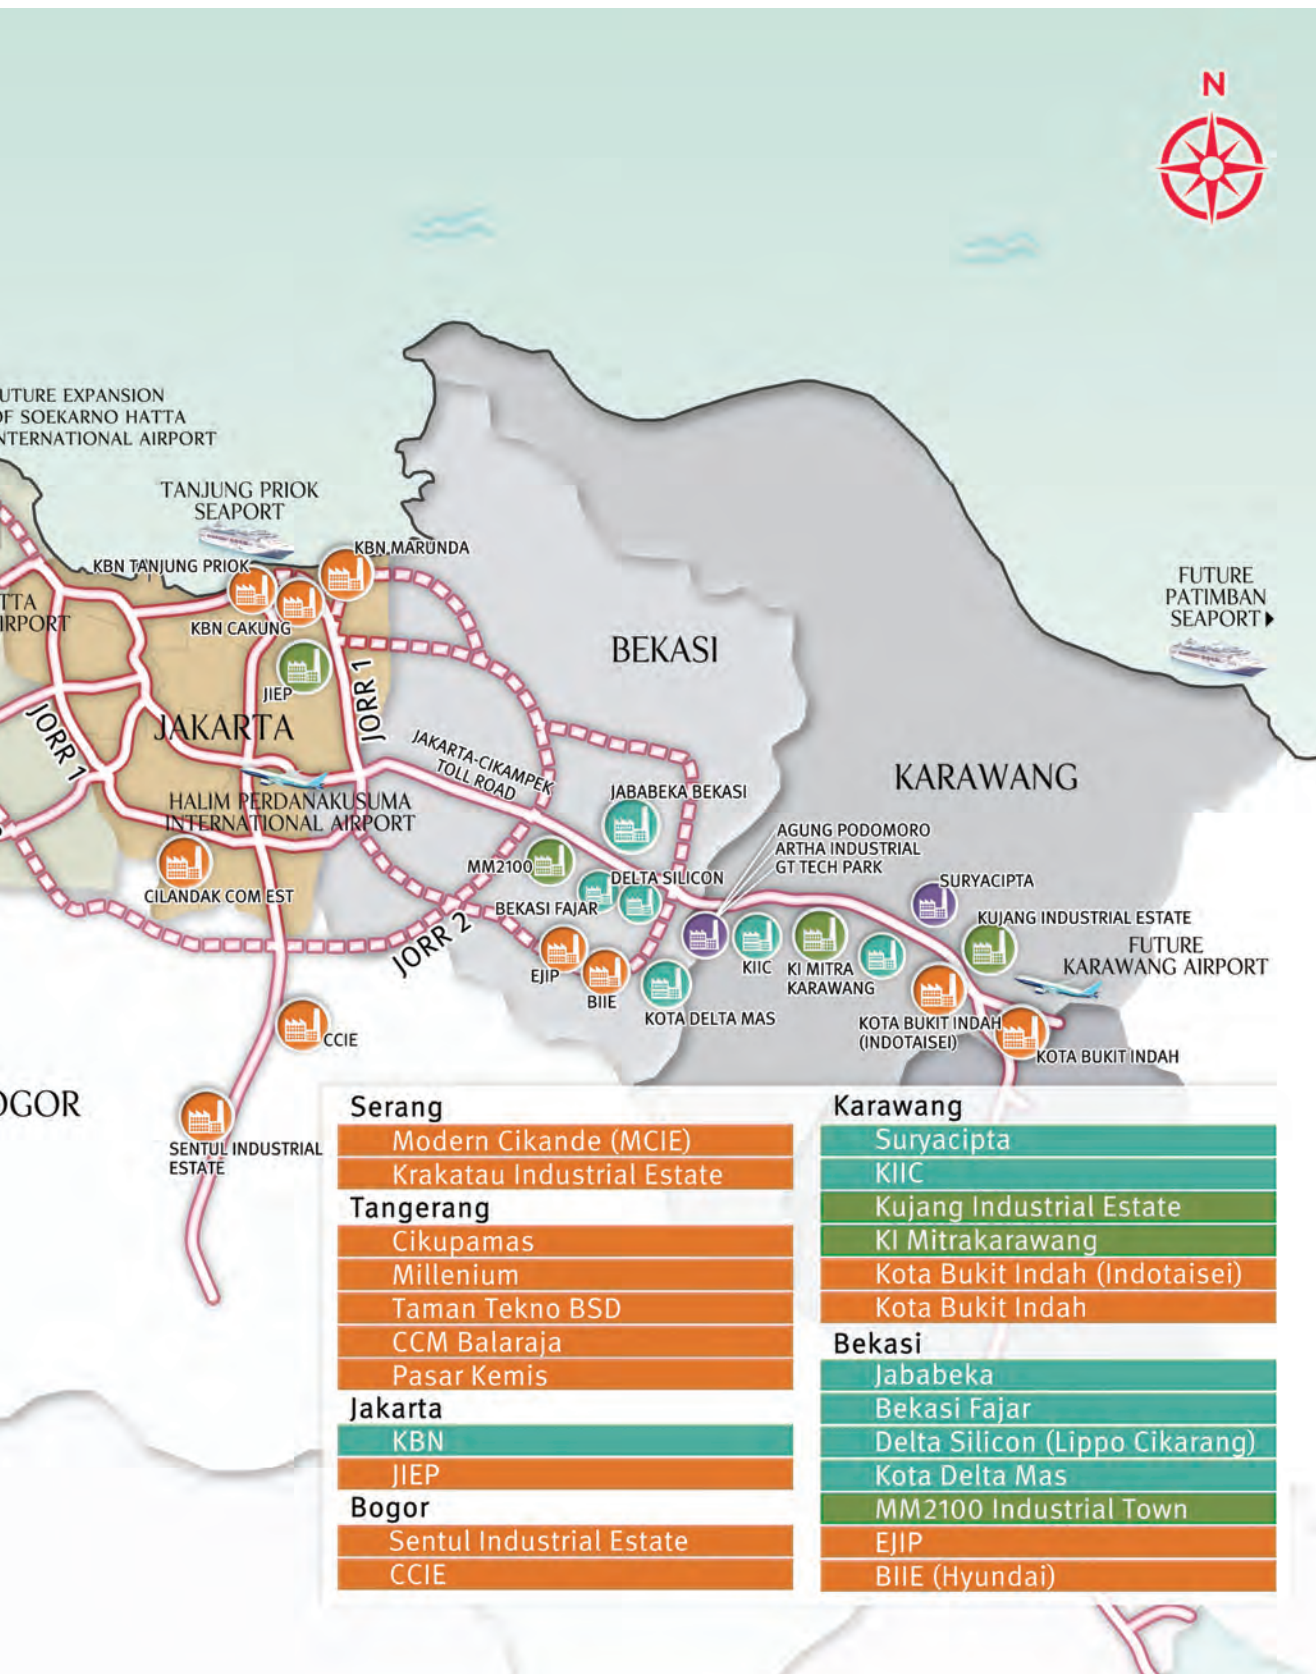 N
UTURE EXPANSION
OF SOEKARNO HATTA
NTERNATIONAL AIRPORT
TANJUNG PRIOK
SEAPORT
KBN MARUNDA
KBN TANJUNG PRIOK
TTA
IRPORT
KBN CAKUNG
FUTURE
PATIMBAN
SEAPORT
BEKASI
JIEP
JORR 1
JORR 1
JAKARTA
JAKARTA-CIKAMPEK
TOLL ROAD
KARAWANG
HALIM PERDANAKUSUMA
INTERNATIONAL AIRPORT
JABABEKA BEKASI
AGUNG PODOMORO
ARTHA INDUSTRIAL
GT TECH PARK
MM2100
DELTA SILICON
SURYACIPTA
CILANDAK COM EST
BEKASI FAJAR
KUJANG INDUSTRIAL ESTATE
JORR 2
FUTURE
KARAWANG AIRPORT
EJIP
BIIE
KIIC
KI MITRA
KARAWANG
KOTA DELTA MAS
KOTA BUKIT INDAH
(INDOTAISEI)
CCIE
KOTA BUKIT INDAH
OGOR
SENTUL INDUSTRIAL
ESTATE
Serang
Modern Cikande (MCIE)
Krakatau Industrial Estate
Tangerang
Cikupamas
Millenium
Taman Tekno BSD
CCM Balaraja
Pasar Kemis
Jakarta
KBN
JIEP
Bogor
Sentul Industrial Estate
CCIE
Karawang
Suryacipta
KIIC
Kujang Industrial Estate
KI Mitrakarawang
Kota Bukit Indah (Indotaisei)
Kota Bukit Indah
Bekasi
Jababeka
Bekasi Fajar
Delta Silicon (Lippo Cikarang)
Kota Delta Mas
MM2100 Industrial Town
EJIP
BIIE (Hyundai)